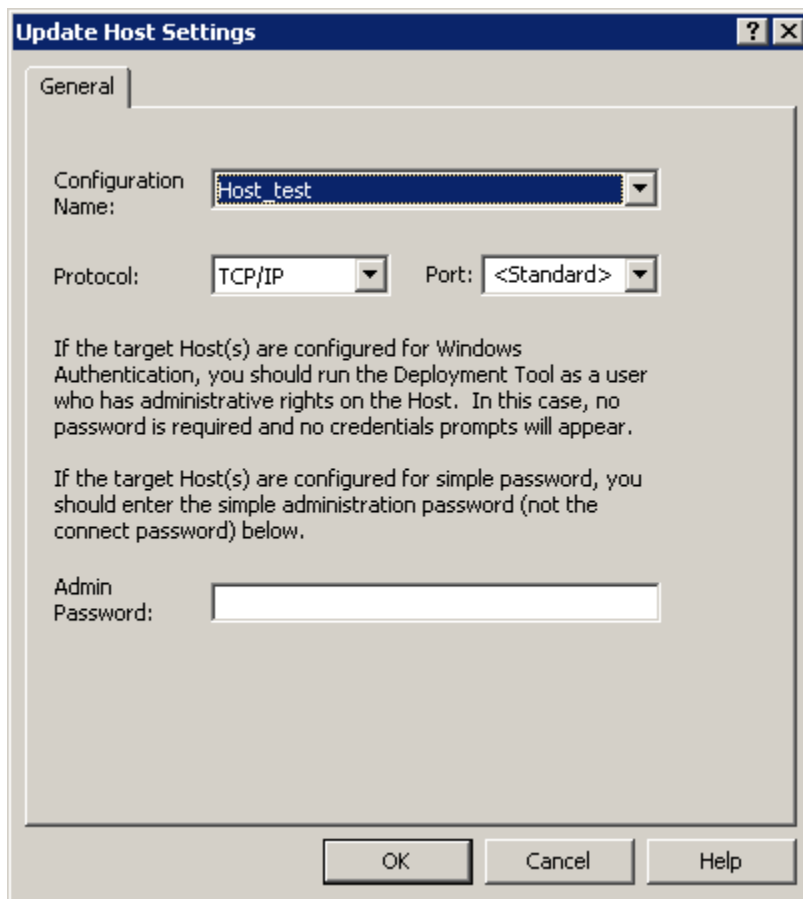 Update Host Settings
General
Configuration
Name:
Host_test
Protocol:
TCP/IP
Port:
<Standard>
If the target Host(s) are configured for Windows
Authentication, you should run the Deployment Tool as a user
who has administrative rights on the Host.  In this case, no
password is required and no credentials prompts will appear.
If the target Host(s) are configured for simple password, you
should enter the simple administration password (not the
connect password) below.
Admin
Password:
OK
Cancel
Help